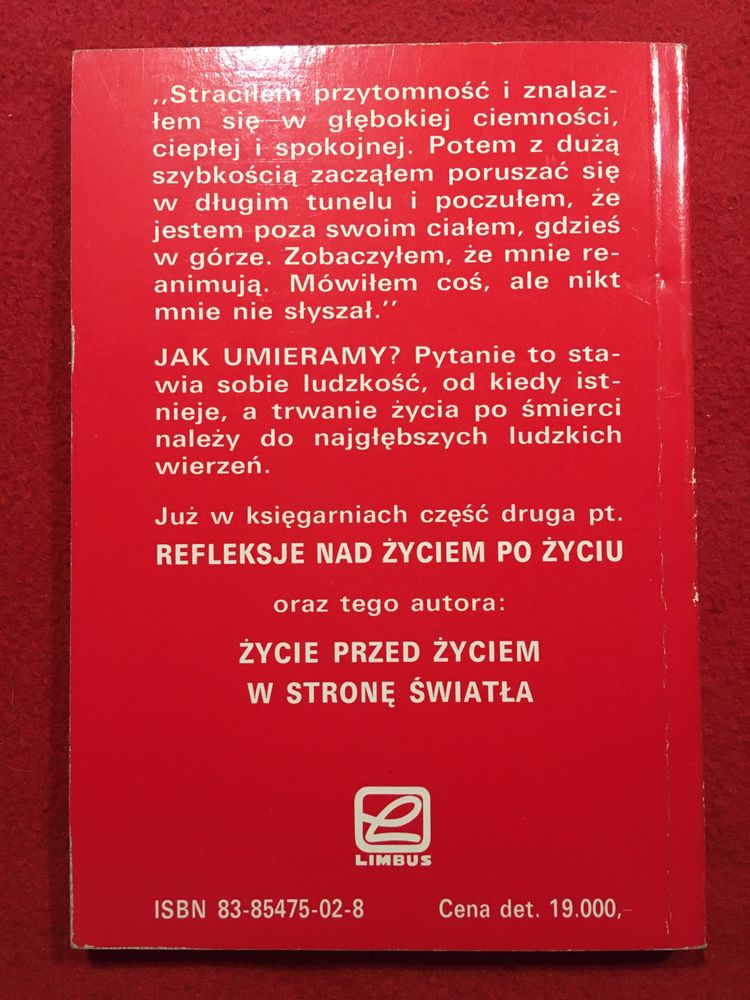 ,,Straciłem przytomność i znalaz-
łem się w głębokiej ciemności,
ciepłej i spokojnej. Potem z dużą
szybkością zacząłem poruszać się
w długim tunelu i poczułem, że
jestem poza swoim ciałem, gdzieś
w górze. Zobaczyłem, że mnie re-
animują. Mówiłem coś, ale nikt
mnie nie słyszał.''
JAK UMIERAMY? Pytanie to sta-
wia sobie ludzkość, od kiedy ist-
nieje, a trwanie życia po śmierci
należy do najgłębszych ludzkich
wierzeń.
Już w księgarniach część druga pt.
REFLEKSJE NAD ŻYCIEM PO ŻYCIU
oraz tego autora:
ŻYCIE PRZED ŻYCIEM
W STRONĘ ŚWIATŁA
LIMBUS
ISBN 83-85475-02-8 Cena det. 19.000,-